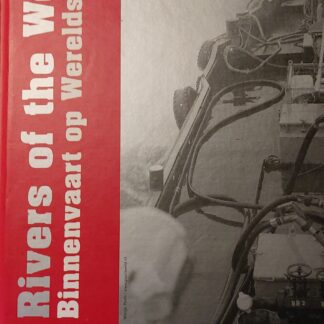 Rivers of the W
Binnenvaart op Werelds